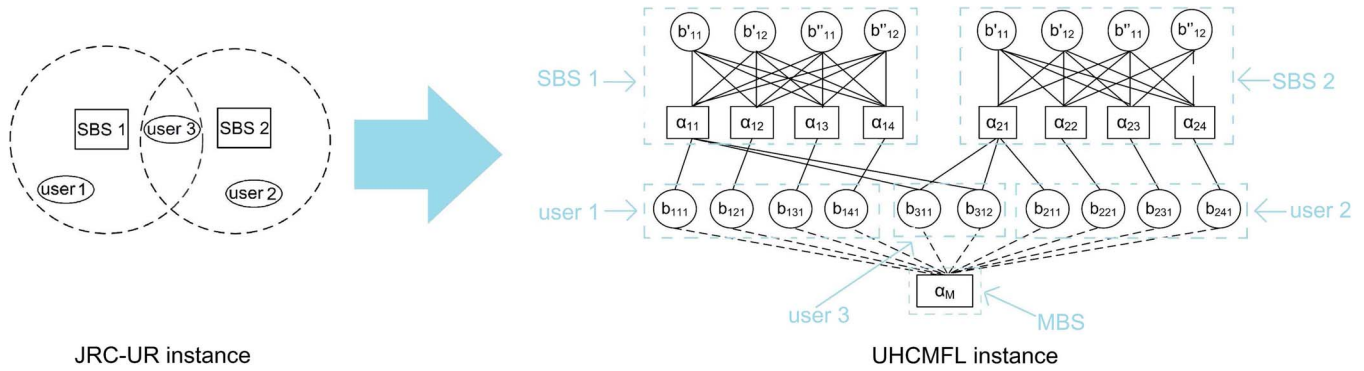 b'₁₁ b'₁₂ b''₁₁ b''₁₂ b'₁₁ b'₁₂ b''₁₁ b''₁₂
SBS 1 SBS 2
SBS 1 user 3 SBS 2
α₁₁ α₁₂ α₁₃ α₁₄ α₂₁ α₂₂ α₂₃ α₂₄
user 1 user 2
user 1 b₁₁₁ b₁₂₁ b₁₃₁ b₁₄₁ b₃₁₁ b₃₁₂ b₂₁₁ b₂₂₁ b₂₃₁ b₂₄₁ user 2
α_M
user 3 MBS
JRC-UR instance UHCMFL instance